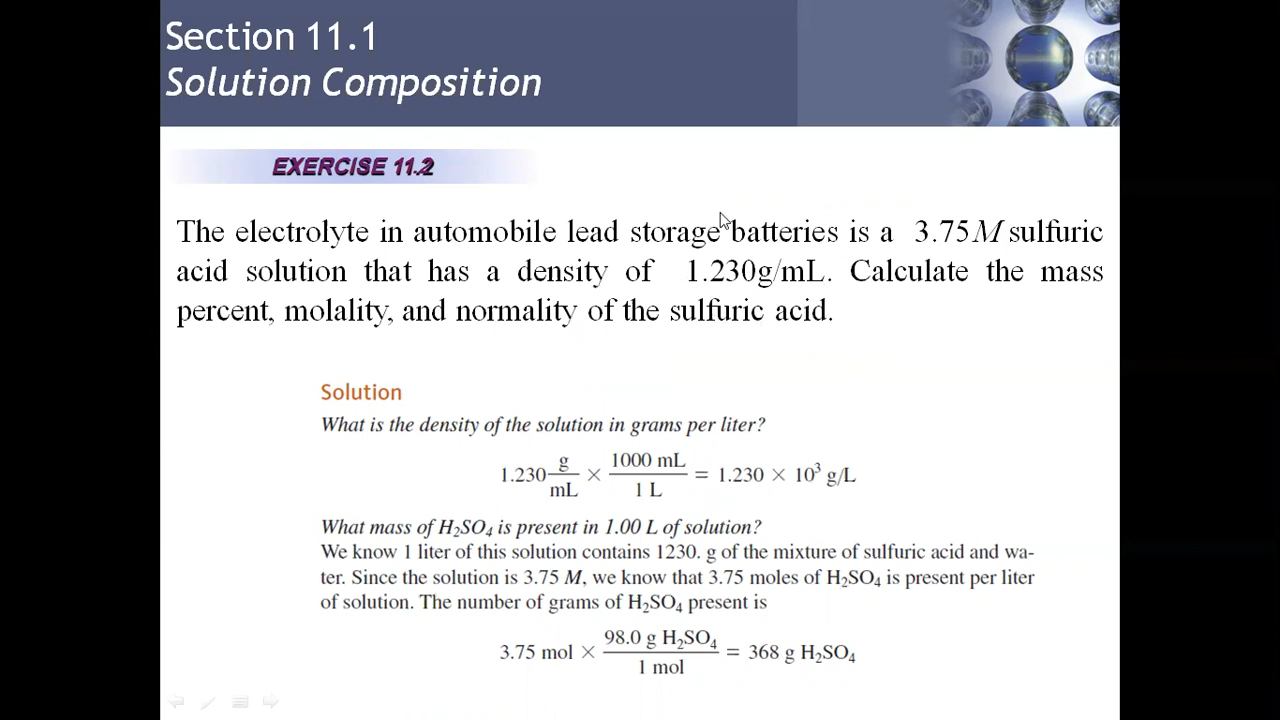 Section 11.1
Solution Composition
EXERCISE 11.2
The electrolyte in automobile lead storage batteries is a 3.75 M sulfuric
acid solution that has a density of 1.230g/mL. Calculate the mass
percent, molality, and normality of the sulfuric acid.
Solution
What is the density of the solution in grams per liter?
1.230 g/mL × 1000 mL/1 L = 1.230 × 10³ g/L
What mass of H₂SO₄ is present in 1.00 L of solution?
We know 1 liter of this solution contains 1230. g of the mixture of sulfuric acid and wa-
ter. Since the solution is 3.75 M, we know that 3.75 moles of H₂SO₄ is present per liter
of solution. The number of grams of H₂SO₄ present is
3.75 mol × 98.0 g H₂SO₄/1 mol = 368 g H₂SO₄